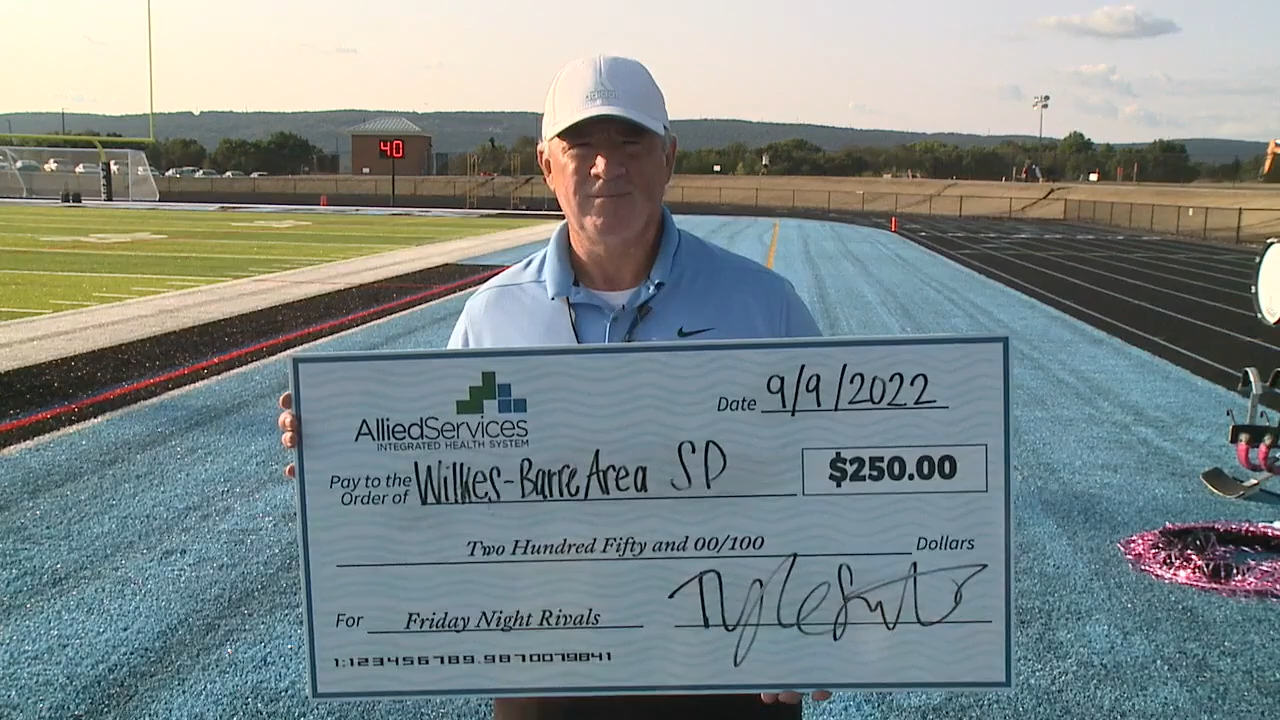 adidas
40
AlliedServices
INTEGRATED HEALTH SYSTEM
Date 9/9/2022
Pay to the
Order of Wilkes-Barre Area SD
$250.00
Two Hundred Fifty and 00/100 Dollars
For Friday Night Rivals
1:123456789.9870079841